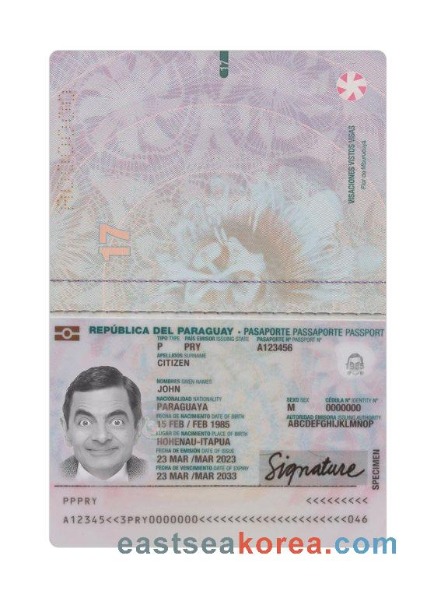 17
VISACIONES VISTOS VISAS
REPÚBLICA DEL PARAGUAY - PASAPORTE PASSAPORTE PASSPORT
TIPO TYPE PAIS EMISOR ISSUING STATE PASAPORTE Nº PASSPORT Nº
P PRY A123456
APELLIDOS SURNAME
CITIZEN
NOMBRES GIVEN NAMES
JOHN
NACIONALIDAD NATIONALITY SEXO SEX CÉDULA Nº IDENTITY Nº
PARAGUAYA M 0000000
FECHA DE NACIMIENTO DATE OF BIRTH AUTORIDAD EMISORA ISSUING AUTHORITY
15 FEB / FEB 1985 ABCDEFGHIJKLMNOP
LUGAR DE NACIMIENTO PLACE OF BIRTH
HOHENAU-ITAPUA
FECHA DE EMISIÓN DATE OF ISSUE
23 MAR /MAR 2023
FECHA DE VENCIMIENTO DATE OF EXPIRY
23 MAR /MAR 2033
Signature
SPECIMEN
PPPRY <<<<<<<<<
A12345<<3PRY0000000<<<<<<<<<<<<<<<<<<<<<046
eastseakorea.com